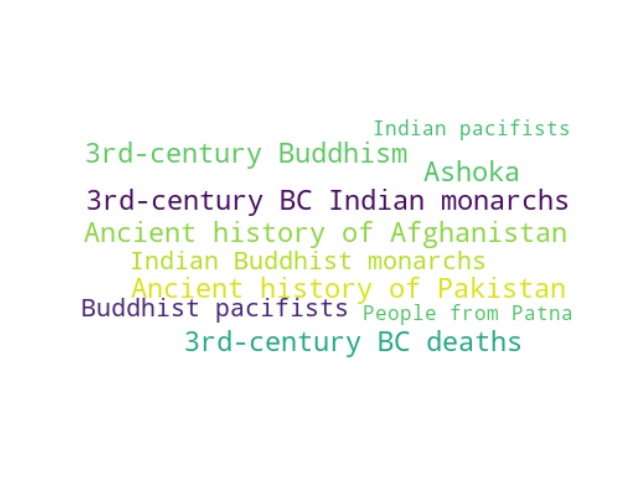 Indian pacifists
3rd-century Buddhism
Ashoka
3rd-century BC Indian monarchs
Ancient history of Afghanistan
Indian Buddhist monarchs
Ancient history of Pakistan
Buddhist pacifists
People from Patna
3rd-century BC deaths